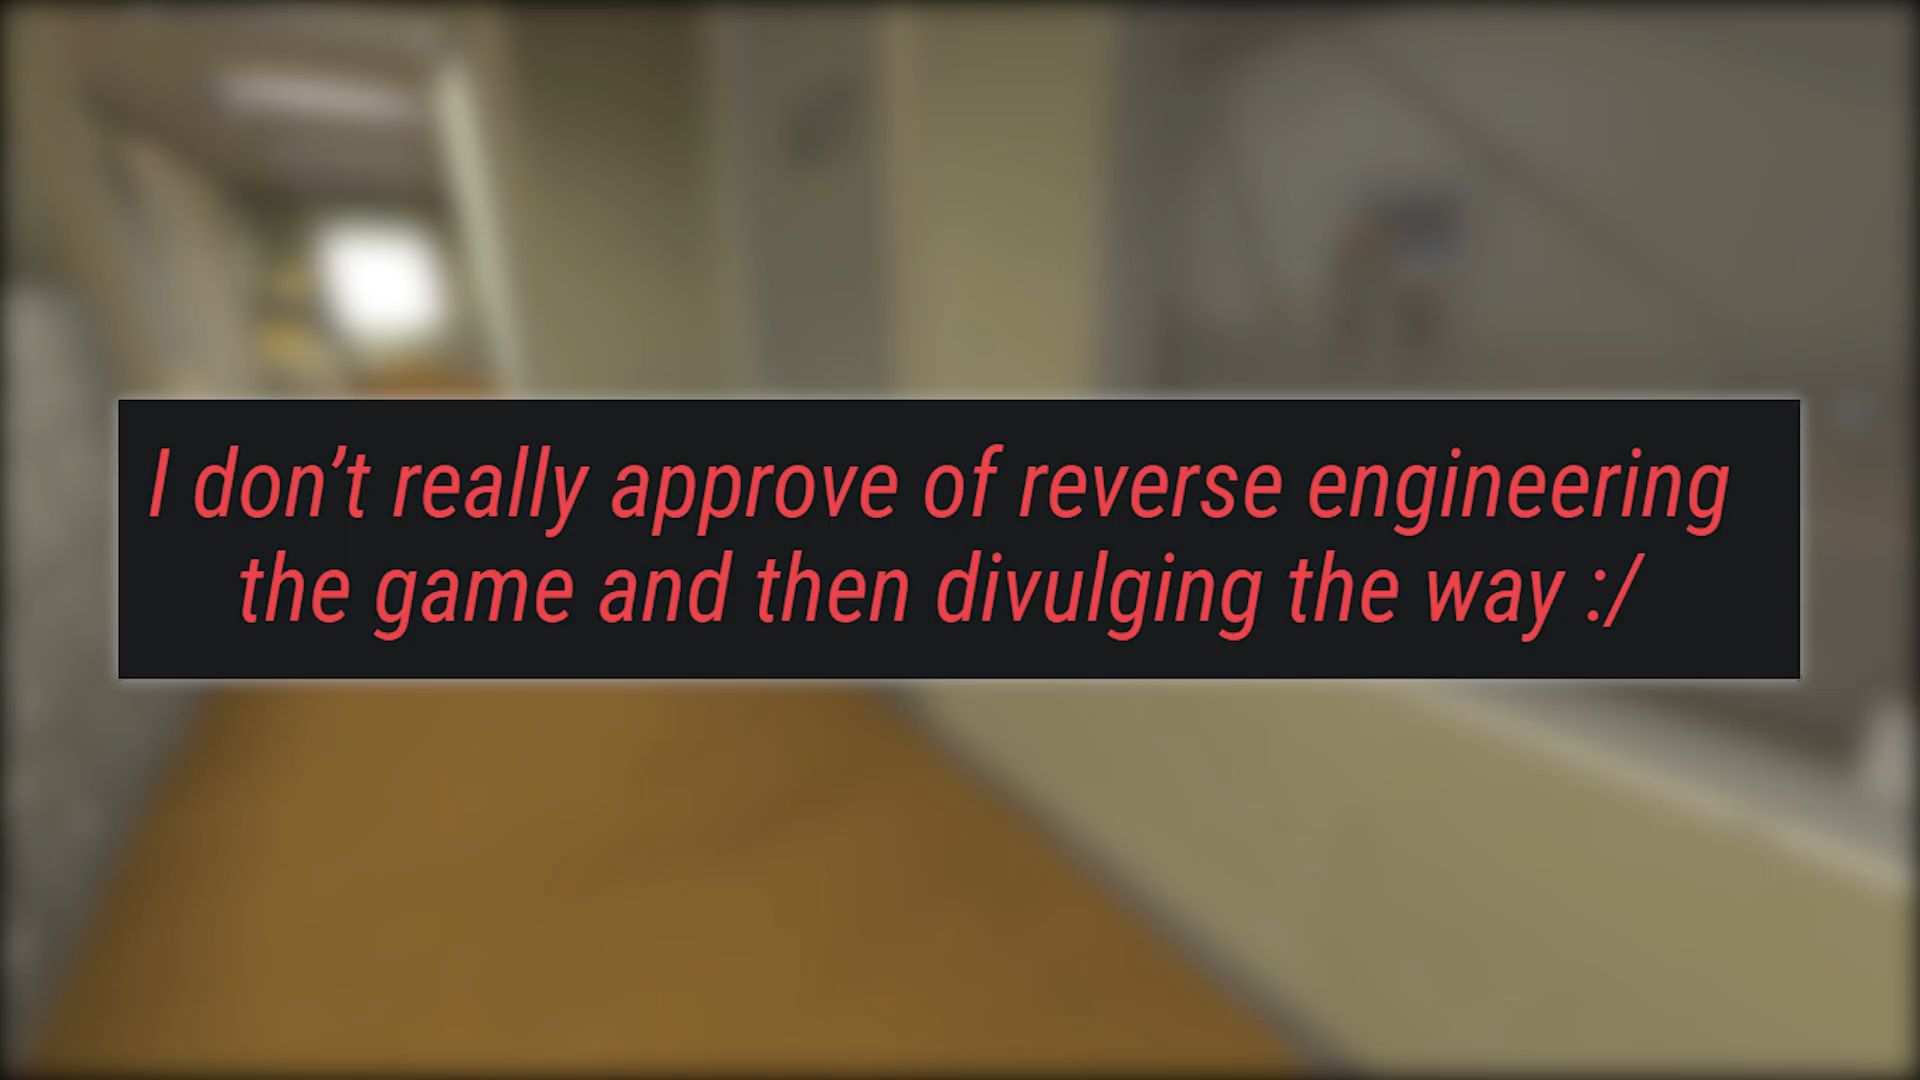 I don’t really approve of reverse engineering
the game and then divulging the way :/